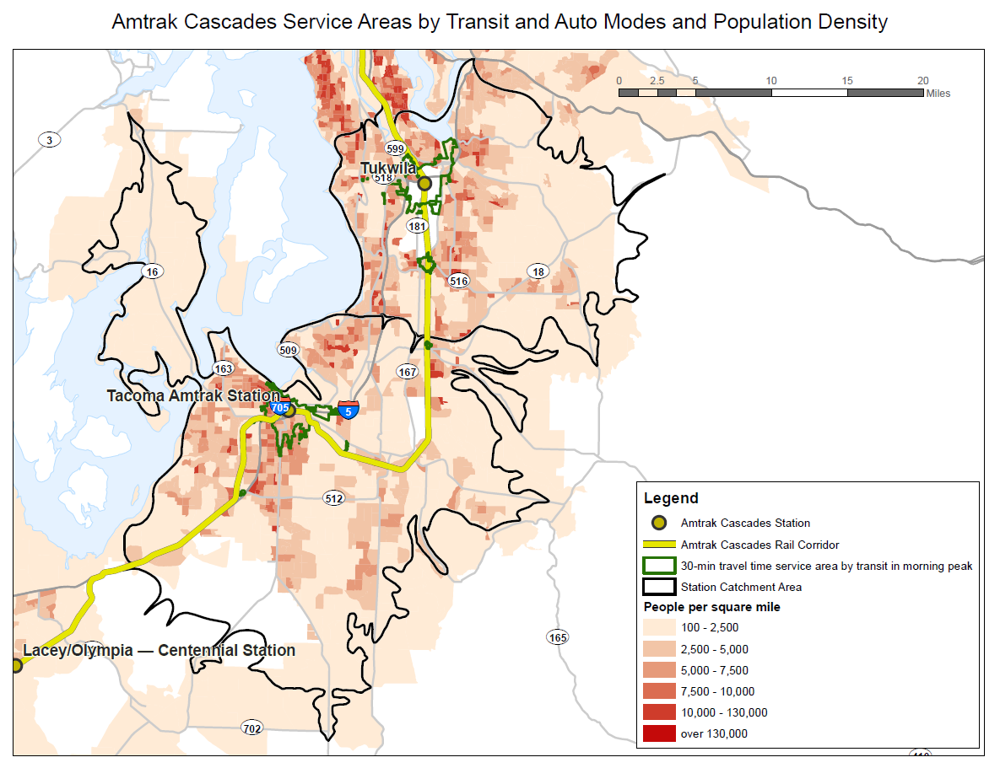 Amtrak Cascades Service Areas by Transit and Auto Modes and Population Density
0 2.5 5 10 15 20
Miles
3
599
Tukwila
518
181
16
18
516
509
163
167
Tacoma Amtrak Station
705
5
512
165
Lacey/Olympia — Centennial Station
702
Legend
Amtrak Cascades Station
Amtrak Cascades Rail Corridor
30-min travel time service area by transit in morning peak
Station Catchment Area
People per square mile
100 - 2,500
2,500 - 5,000
5,000 - 7,500
7,500 - 10,000
10,000 - 130,000
over 130,000